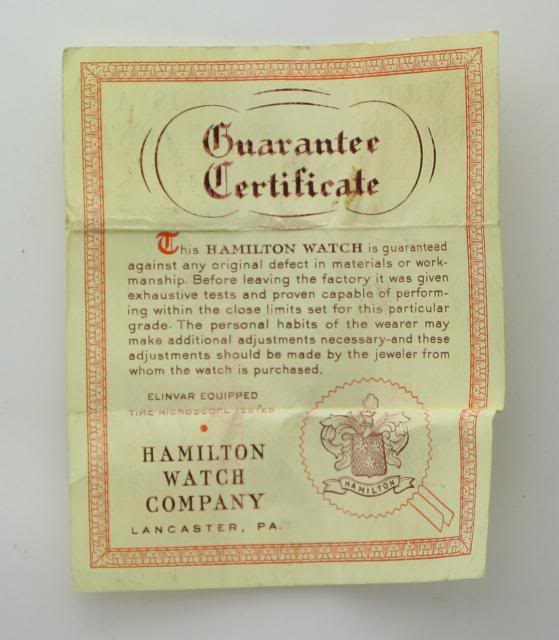 Guarantee
Certificate
This HAMILTON WATCH is guaranteed
against any original defect in materials or work-
manship. Before leaving the factory it was given
exhaustive tests and proven capable of perform-
ing within the close limits set for this particular
grade. The personal habits of the wearer may
make additional adjustments necessary-and these
adjustments should be made by the jeweler from
whom the watch is purchased.
ELINVAR EQUIPPED
TIME-MICROSCOPE TESTED
HAMILTON
WATCH
COMPANY
LANCASTER, PA.
HAMILTON